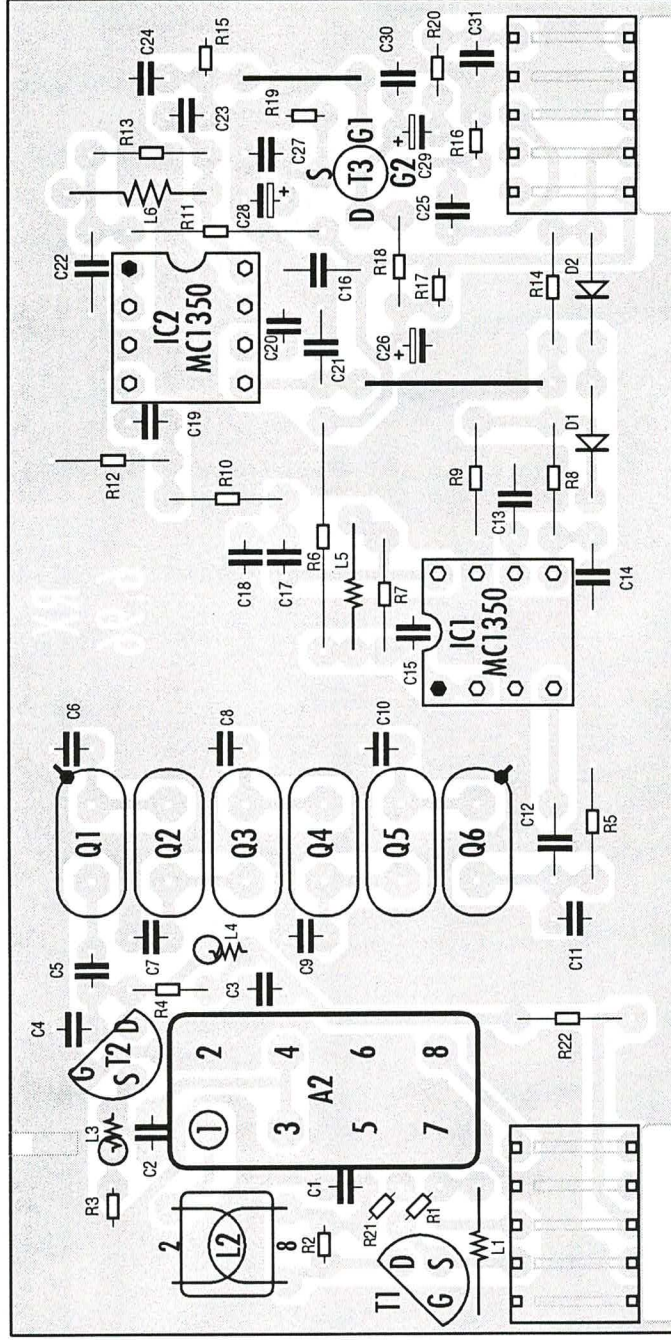 R3
L3
C4
G
S T2 D
C5
C6
Q1
R12
C22
R13
C24
R15
2
L2
8
C2
R4
C7
Q2
C19
IC2
MC1350
L6
R11
C23
1
2
3
4
A2
5
6
7
8
C3
L4
C8
Q3
C18
R10
C20
C28
+
C27
R19
R2
C1
C9
Q4
C17
R6
C21
C16
S
D
T3
G1
G2
R21
R1
T1
D
G
S
L1
C10
Q5
L5
R7
C15
C26
+
R18
R17
C25
C29
+
C30
R20
C31
R16
Q6
IC1
MC1350
R9
C13
R8
D1
R14
D2
R22
C11
C12
R5
C14